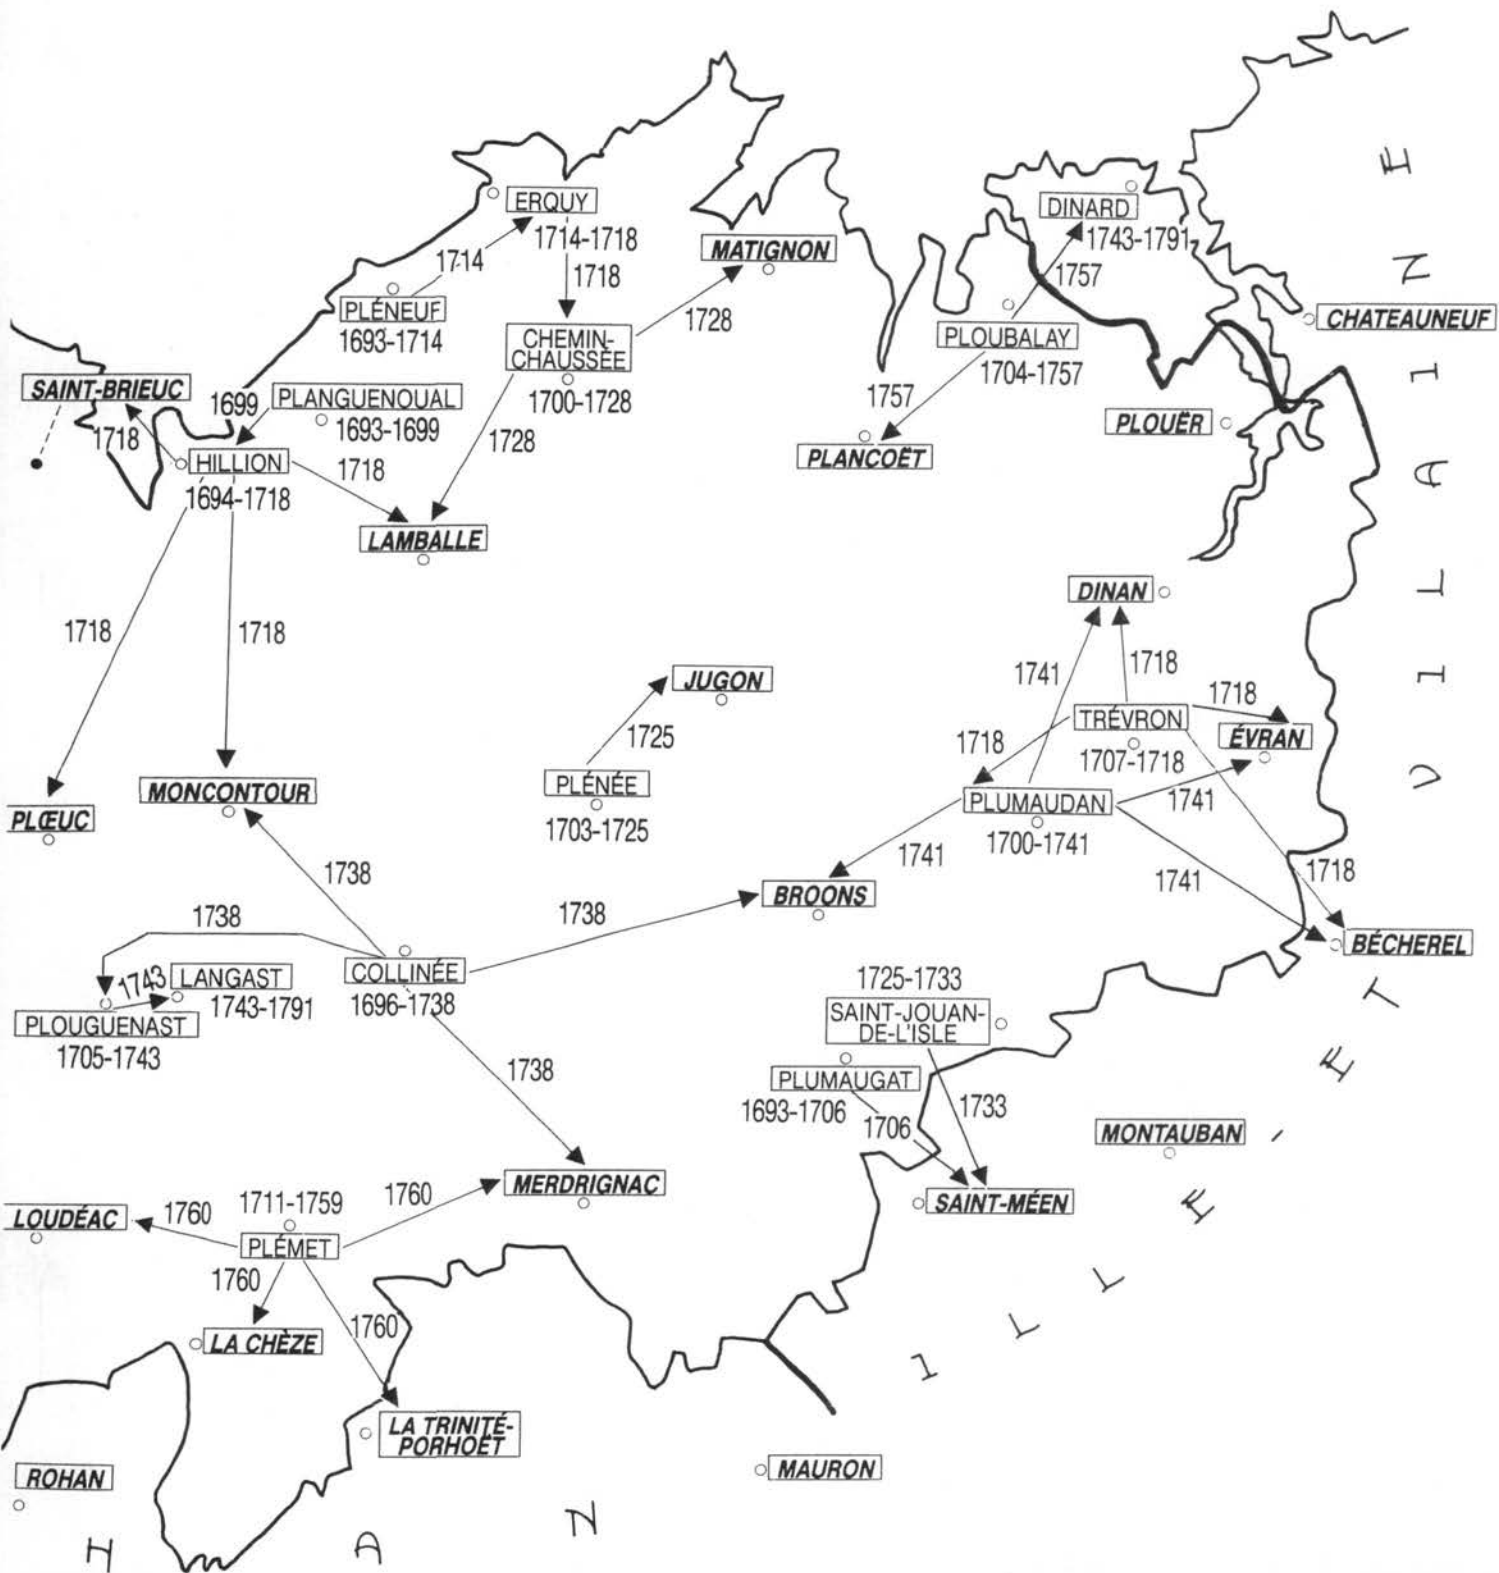 ERQUY
1714-1718
DINARD
1743-1791
MATIGNON
1714
1718
1757
PLÉNEUF
1693-1714
1728
CHEMIN-
CHAUSSÉE
1700-1728
PLOUBALAY
1704-1757
CHATEAUNEUF
SAINT-BRIEUC
1699
PLANGUENOUAL
1693-1699
1757
PLOUËR
1718
HILLION
1694-1718
1718
1728
PLANCOËT
LAMBALLE
DINAN
1718
1718
JUGON
1741
1718
1718
1725
TRÉVRON
1707-1718
ÉVRAN
1718
PLÉNÉE
1703-1725
PLUMAUDAN
1700-1741
1741
MONCONTOUR
PLŒUC
1738
1741
1741
1718
BROONS
1738
1738
BÉCHEREL
COLLINÉE
1696-1738
1743
LANGAST
1743-1791
PLOUGUENAST
1705-1743
1725-1733
SAINT-JOUAN-
DE-L'ISLE
1738
PLUMAUGAT
1693-1706
1706
1733
MONTAUBAN
MERDRIGNAC
SAINT-MÉEN
LOUDÉAC
1760
1711-1759
PLÉMET
1760
1760
1760
LA CHÈZE
LA TRINITÉ-
PORHOËT
ROHAN
MAURON
H A N
ILLE-ET VILAINE